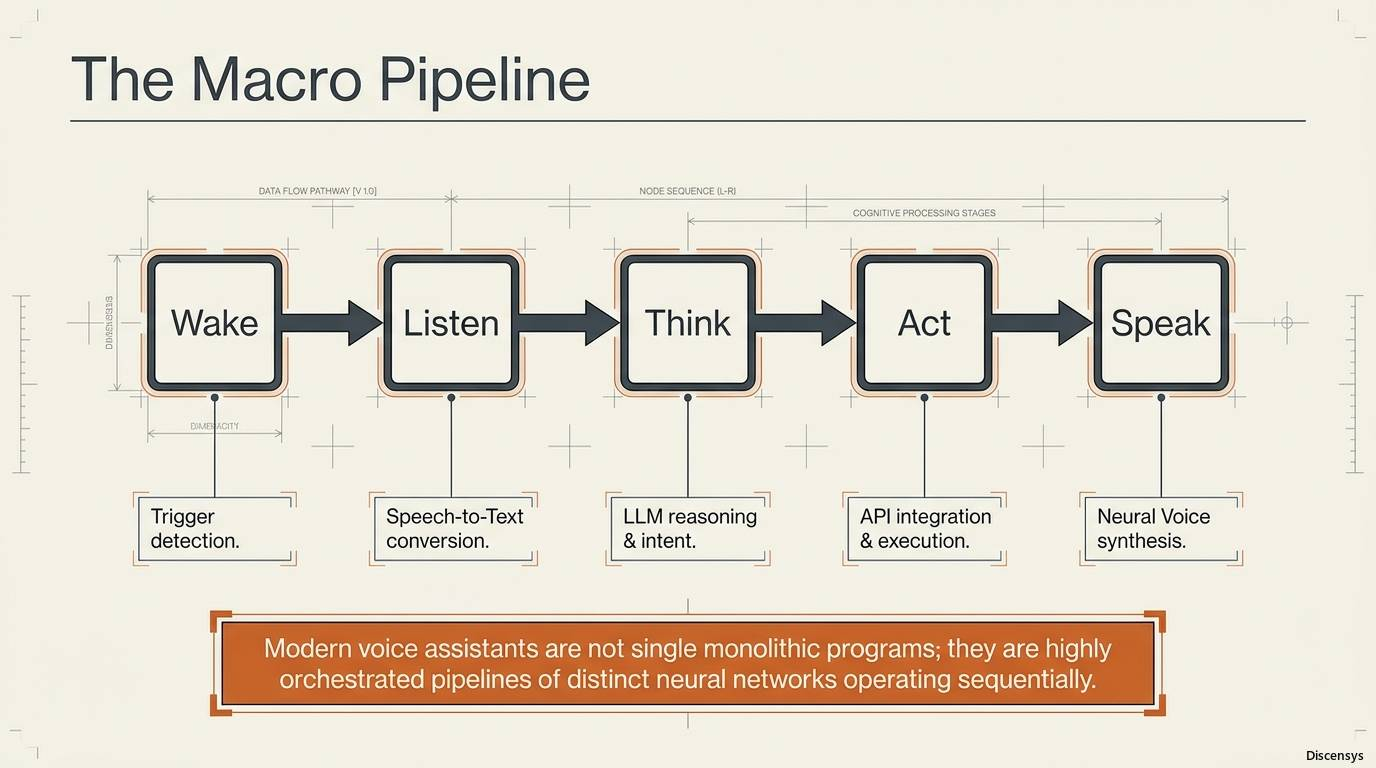 The Macro Pipeline
DATA FLOW PATHWAY [V 1.0]
NODE SEQUENCE (L-R)
COGNITIVE PROCESSING STAGES
Wake
Listen
Think
Act
Speak
Trigger
detection.
Speech-to-Text
conversion.
LLM reasoning
& intent.
API integration
& execution.
Neural Voice
synthesis.
Modern voice assistants are not single monolithic programs; they are highly
orchestrated pipelines of distinct neural networks operating sequentially.
Discensys